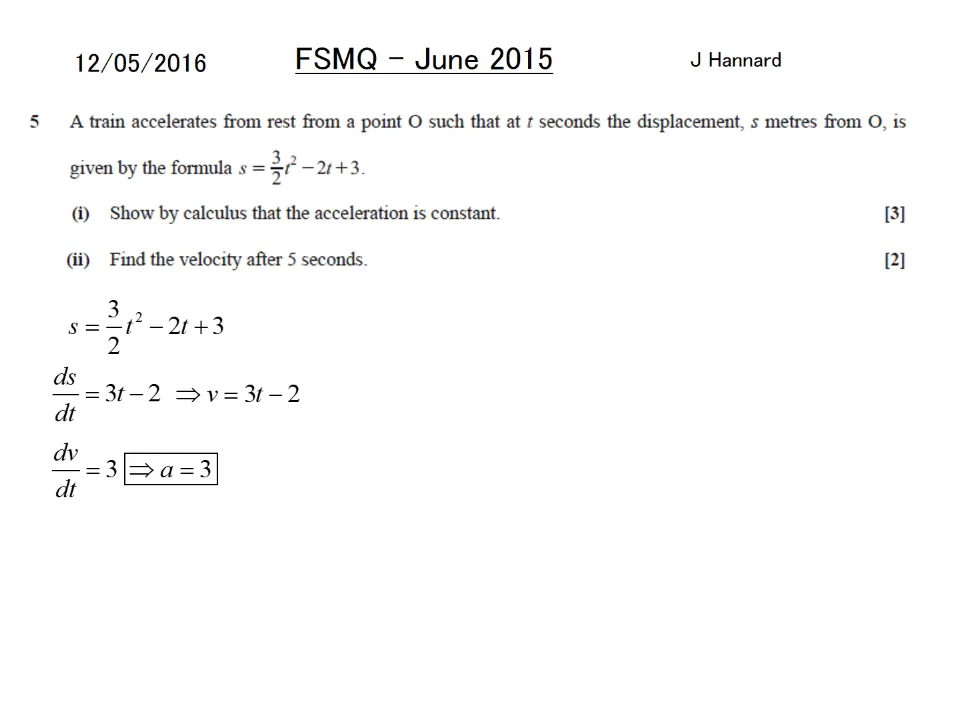 12/05/2016 FSMQ – June 2015 J Hannard
5 A train accelerates from rest from a point O such that at t seconds the displacement, s metres from O, is
given by the formula s = 3/2 t² − 2t + 3.
(i) Show by calculus that the acceleration is constant. [3]
(ii) Find the velocity after 5 seconds. [2]
s = 3/2 t² − 2t + 3
ds/dt = 3t − 2 ⇒ v = 3t − 2
dv/dt = 3 ⇒ a = 3